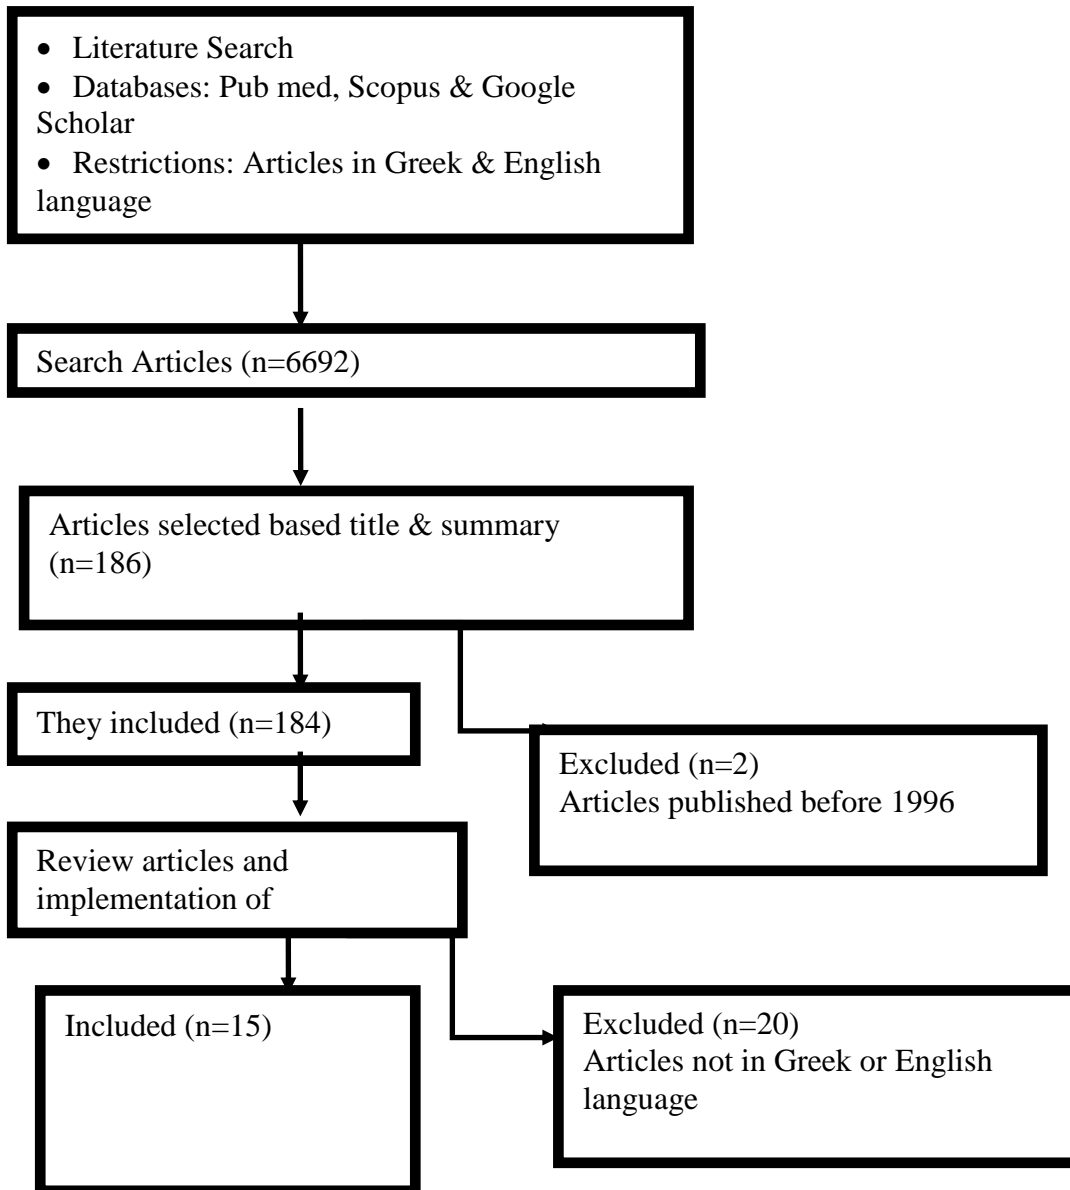 • Literature Search
• Databases: Pub med, Scopus & Google
Scholar
• Restrictions: Articles in Greek & English
language
Search Articles (n=6692)
Articles selected based title & summary
(n=186)
They included (n=184)
Excluded (n=2)
Articles published before 1996
Review articles and
implementation of
Included (n=15)
Excluded (n=20)
Articles not in Greek or English
language